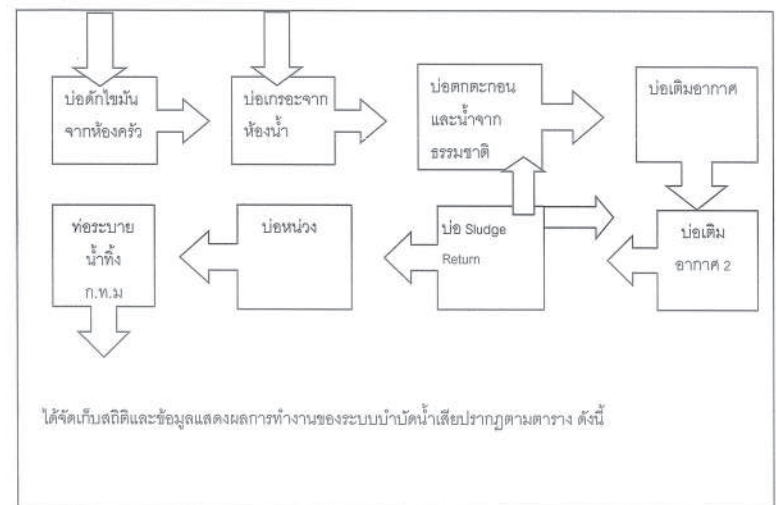 บ่อดักไขมัน
จากห้องครัว
บ่อเกรอะจาก
ห้องน้ำ
บ่อตกตะกอน
และน้ำจาก
ธรรมชาติ
บ่อเติมอากาศ
ท่อระบาย
น้ำทิ้ง
ก.ท.ม
บ่อหน่วง
บ่อ Sludge
Return
บ่อเติม
อากาศ 2
ได้จัดเก็บสถิติและข้อมูลแสดงผลการทำงานของระบบบำบัดน้ำเสียปรากฏตามตาราง ดังนี้